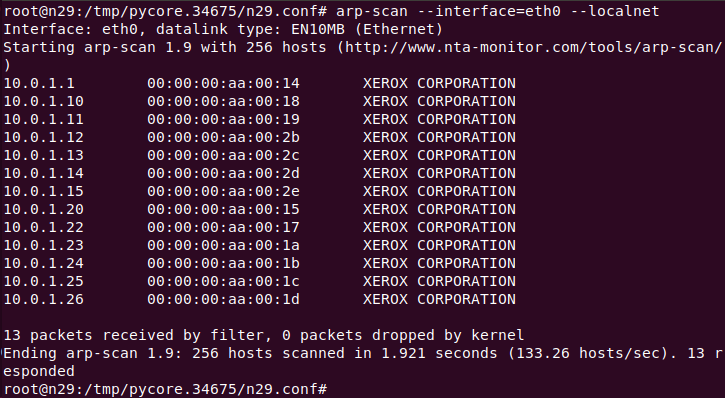 root@n29:/tmp/pycore.34675/n29.conf# arp-scan --interface=eth0 --localnet
Interface: eth0, datalink type: EN10MB (Ethernet)
Starting arp-scan 1.9 with 256 hosts (http://www.nta-monitor.com/tools/arp-scan/
)
10.0.1.1 00:00:00:aa:00:14 XEROX CORPORATION
10.0.1.10 00:00:00:aa:00:18 XEROX CORPORATION
10.0.1.11 00:00:00:aa:00:19 XEROX CORPORATION
10.0.1.12 00:00:00:aa:00:2b XEROX CORPORATION
10.0.1.13 00:00:00:aa:00:2c XEROX CORPORATION
10.0.1.14 00:00:00:aa:00:2d XEROX CORPORATION
10.0.1.15 00:00:00:aa:00:2e XEROX CORPORATION
10.0.1.20 00:00:00:aa:00:15 XEROX CORPORATION
10.0.1.22 00:00:00:aa:00:17 XEROX CORPORATION
10.0.1.23 00:00:00:aa:00:1a XEROX CORPORATION
10.0.1.24 00:00:00:aa:00:1b XEROX CORPORATION
10.0.1.25 00:00:00:aa:00:1c XEROX CORPORATION
10.0.1.26 00:00:00:aa:00:1d XEROX CORPORATION
13 packets received by filter, 0 packets dropped by kernel
Ending arp-scan 1.9: 256 hosts scanned in 1.921 seconds (133.26 hosts/sec). 13 r
esponded
root@n29:/tmp/pycore.34675/n29.conf#